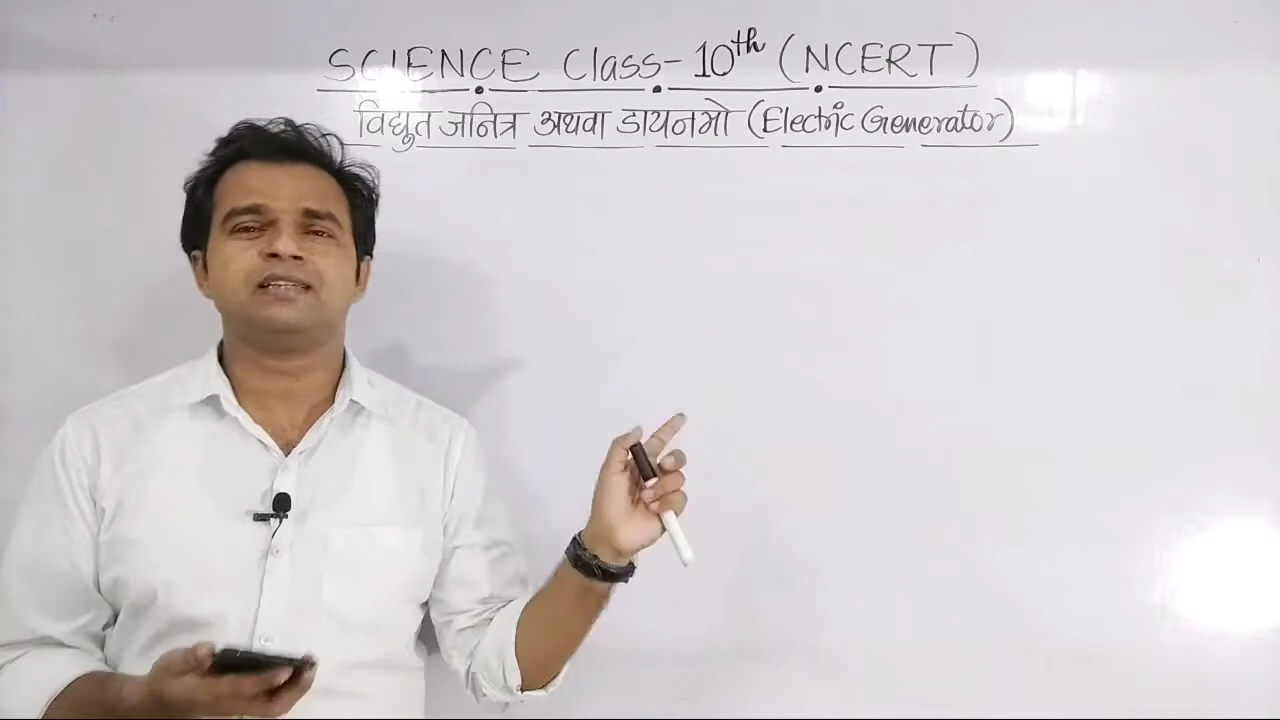 SCIENCE Class- 10th (NCERT)
विद्युत जनित्र अथवा डायनमो (Electric Generator)